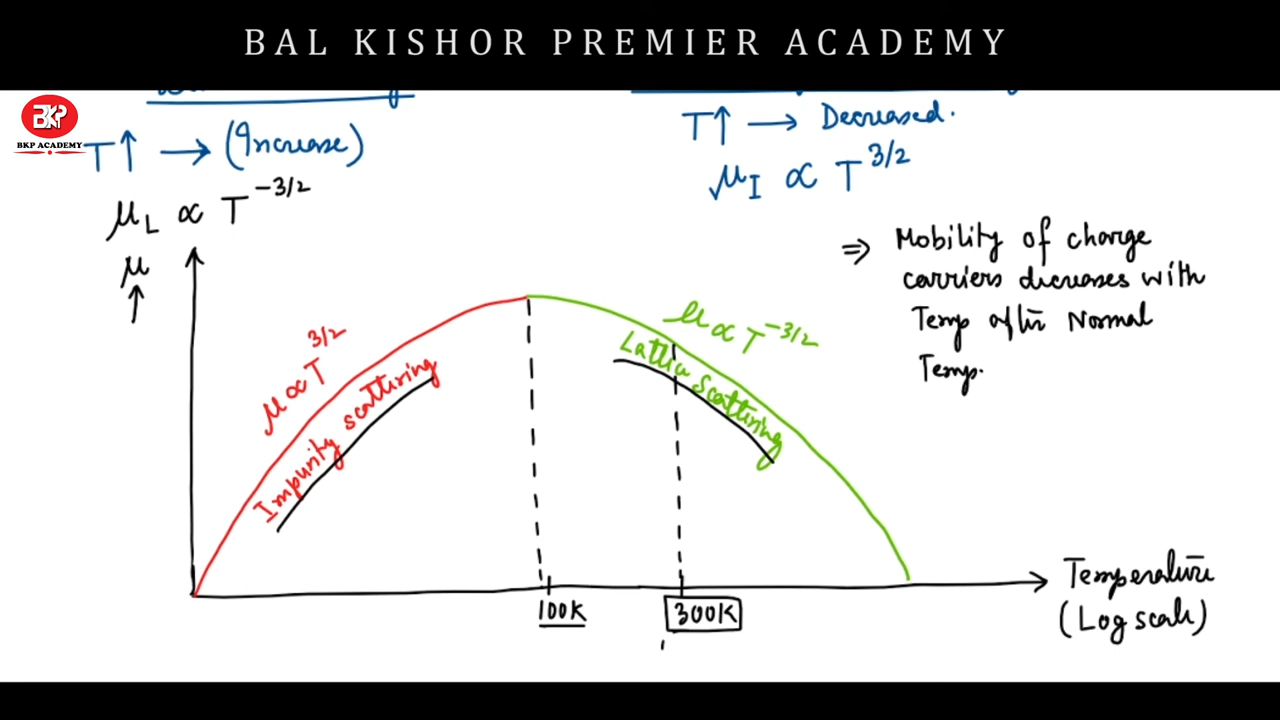 BAL KISHOR PREMIER ACADEMY
BKP
BKP ACADEMY
T↑ → (Increase)
μL ∝ T^-3/2
T↑ → Decreased.
μI ∝ T^3/2
μ ↑
⇒ Mobility of charge
carriers decreases with
Temp after Normal
Temp.
μ ∝ T^3/2
Impurity scattering
μ ∝ T^-3/2
Lattice Scattering
100K
300K
Temperature
(Log scale)